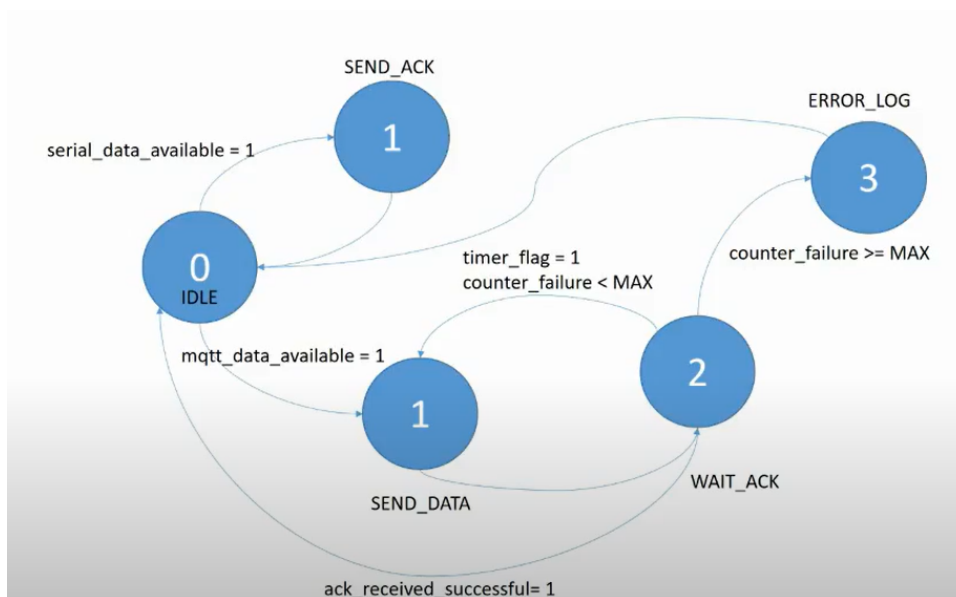 SEND_ACK
1
ERROR_LOG
3
serial_data_available = 1
0
IDLE
timer_flag = 1
counter_failure < MAX
counter_failure >= MAX
mqtt_data_available = 1
2
1
WAIT_ACK
SEND_DATA
ack_received_successful= 1